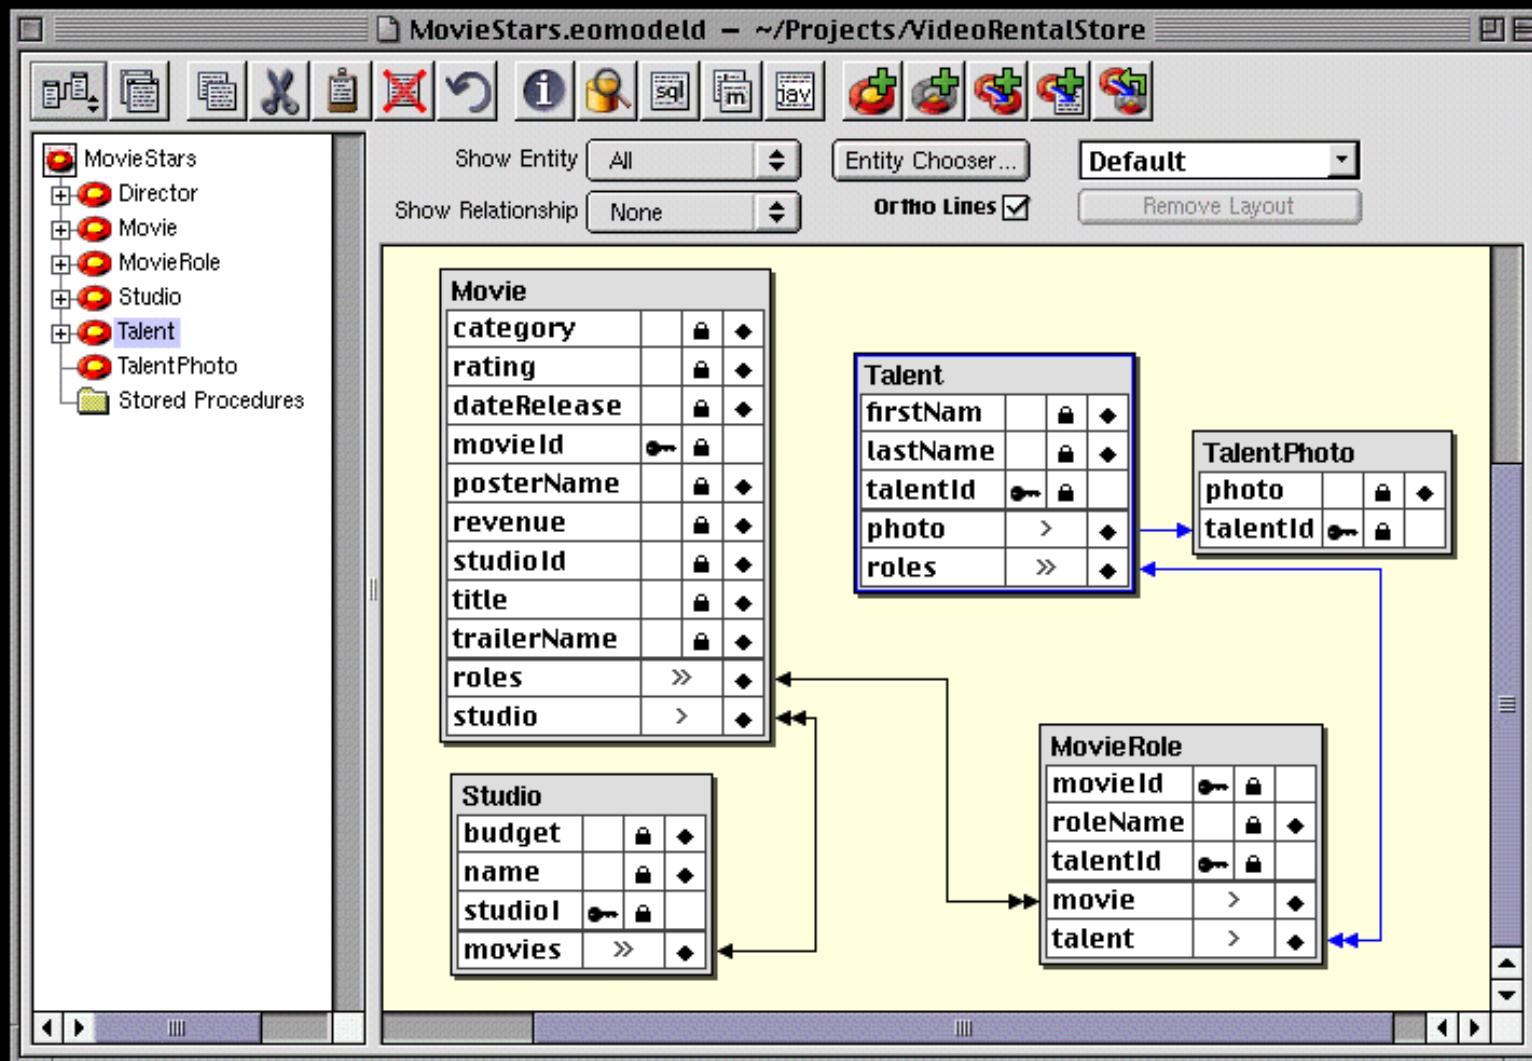 MovieStars.eomodeld – ~/Projects/VideoRentalStore
sql
m
jav
MovieStars
Director
Movie
MovieRole
Studio
Talent
TalentPhoto
Stored Procedures
Show Entity All Entity Chooser... Default
Show Relationship None Ortho Lines Remove Layout
Movie
category
rating
dateRelease
movieId
posterName
revenue
studioId
title
trailerName
roles
studio
Talent
firstNam
lastName
talentId
photo
roles
TalentPhoto
photo
talentId
Studio
budget
name
studioI
movies
MovieRole
movieId
roleName
talentId
movie
talent